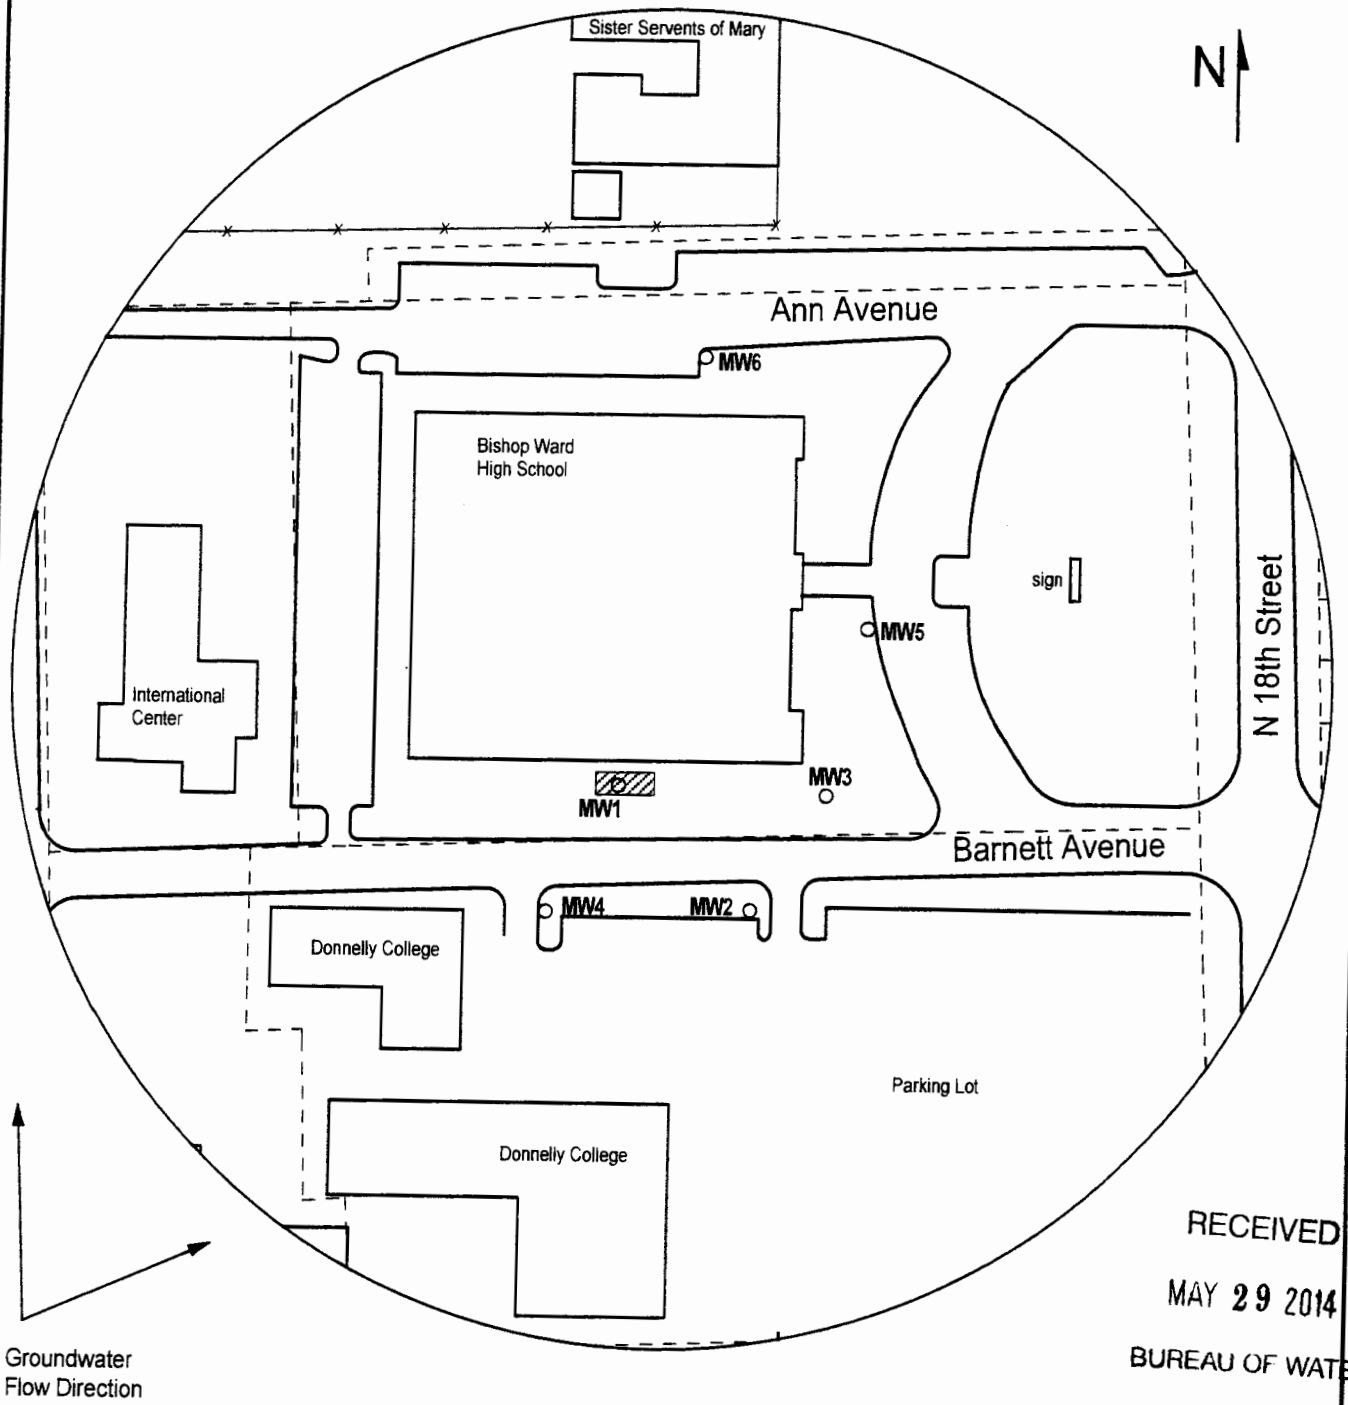 Sister Servents of Mary
N
Ann Avenue
MW6
Bishop Ward
High School
sign
MW5
N 18th Street
International
Center
MW3
MW1
Barnett Avenue
MW4
MW2
Donnelly College
Parking Lot
Donnelly College
RECEIVED
MAY 29 2014
BUREAU OF WATE
Groundwater
Flow Direction